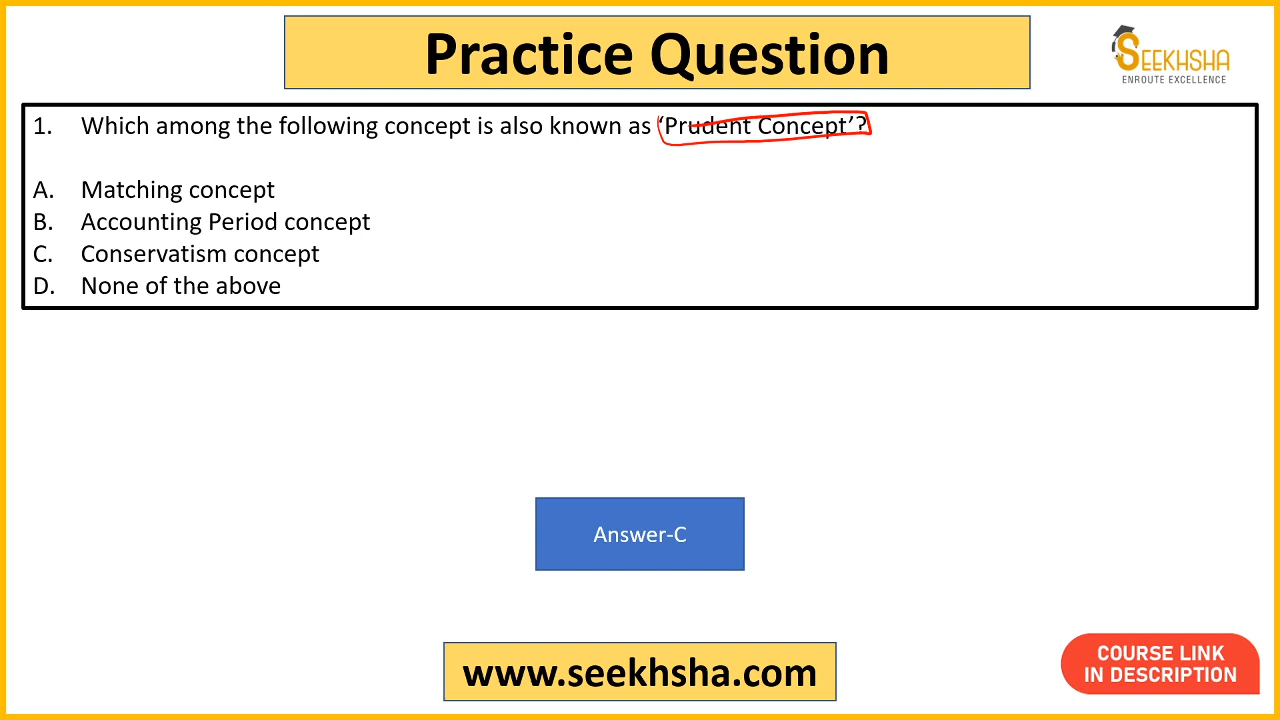 Practice Question
SEEKHSHA
ENROUTE EXCELLENCE
1. Which among the following concept is also known as ‘Prudent Concept’?
A. Matching concept
B. Accounting Period concept
C. Conservatism concept
D. None of the above
Answer-C
www.seekhsha.com
COURSE LINK
IN DESCRIPTION